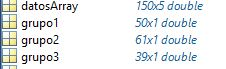 datosArray 150x5 double
grupo1 50x1 double
grupo2 61x1 double
grupo3 39x1 double